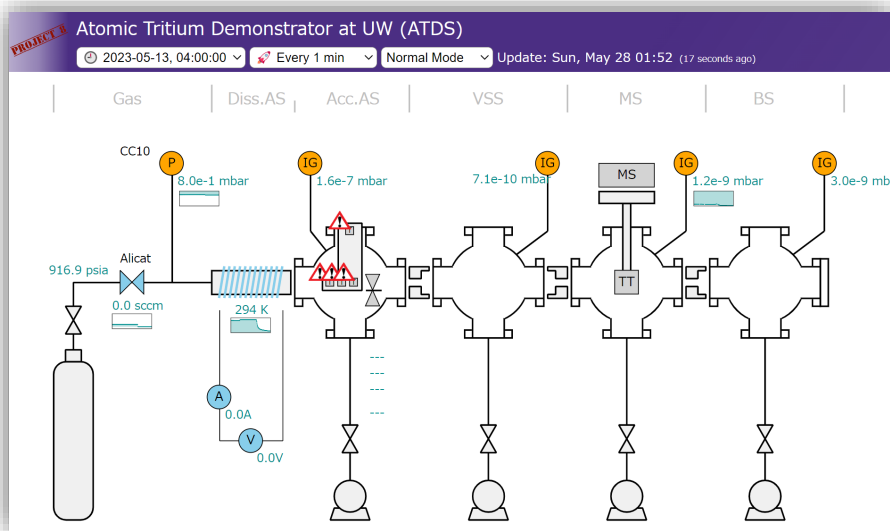 PROJECT 8
Atomic Tritium Demonstrator at UW (ATDS)
2023-05-13, 04:00:00 Every 1 min Normal Mode Update: Sun, May 28 01:52 (17 seconds ago)
Gas Diss.AS Acc.AS VSS MS BS
CC10
P IG IG IG IG
8.0e-1 mbar 1.6e-7 mbar 7.1e-10 mbar MS 1.2e-9 mbar 3.0e-9 mb
Alicat
916.9 psia
TT
0.0 sccm 294 K
---
---
---
---
A
0.0A
V
0.0V